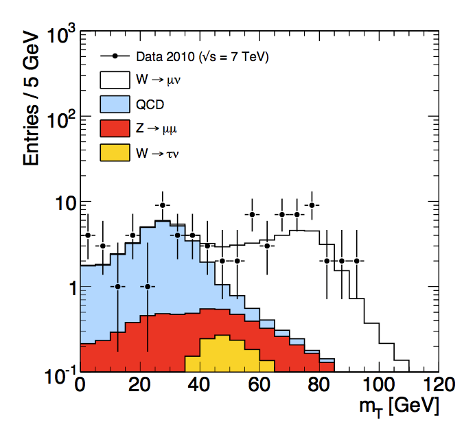 Entries / 5 GeV
10³
10²
10
1
10⁻¹
Data 2010 (√s = 7 TeV)
W → μν
QCD
Z → μμ
W → τν
0 20 40 60 80 100 120
m_T [GeV]